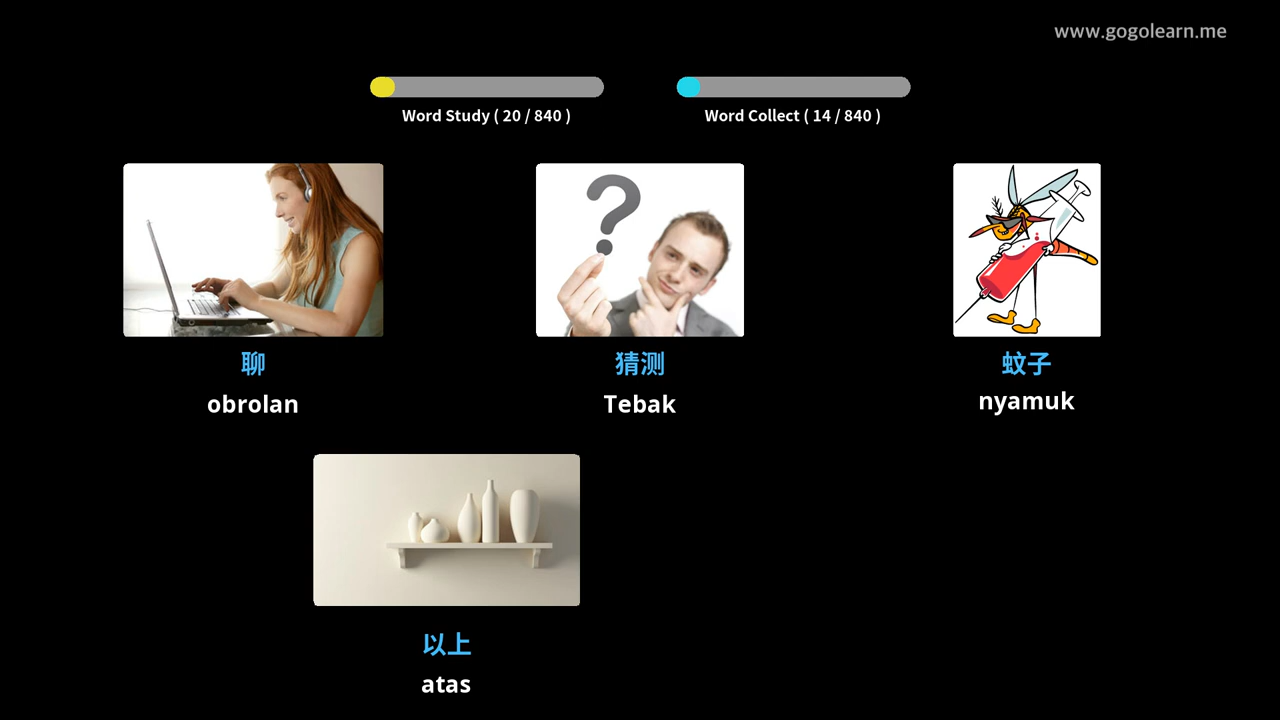 www.gogolearn.me
Word Study ( 20 / 840 )
Word Collect ( 14 / 840 )
聊
obrolan
猜测
Tebak
蚊子
nyamuk
以上
atas